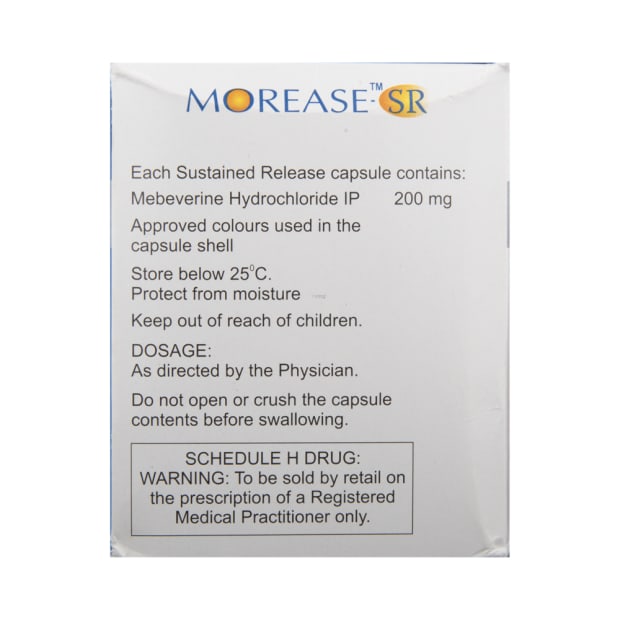 MOREASE™-SR
Each Sustained Release capsule contains:
Mebeverine Hydrochloride IP 200 mg
Approved colours used in the
capsule shell
Store below 25⁰C.
Protect from moisture
Keep out of reach of children.
DOSAGE:
As directed by the Physician.
Do not open or crush the capsule
contents before swallowing.
SCHEDULE H DRUG:
WARNING: To be sold by retail on
the prescription of a Registered
Medical Practitioner only.